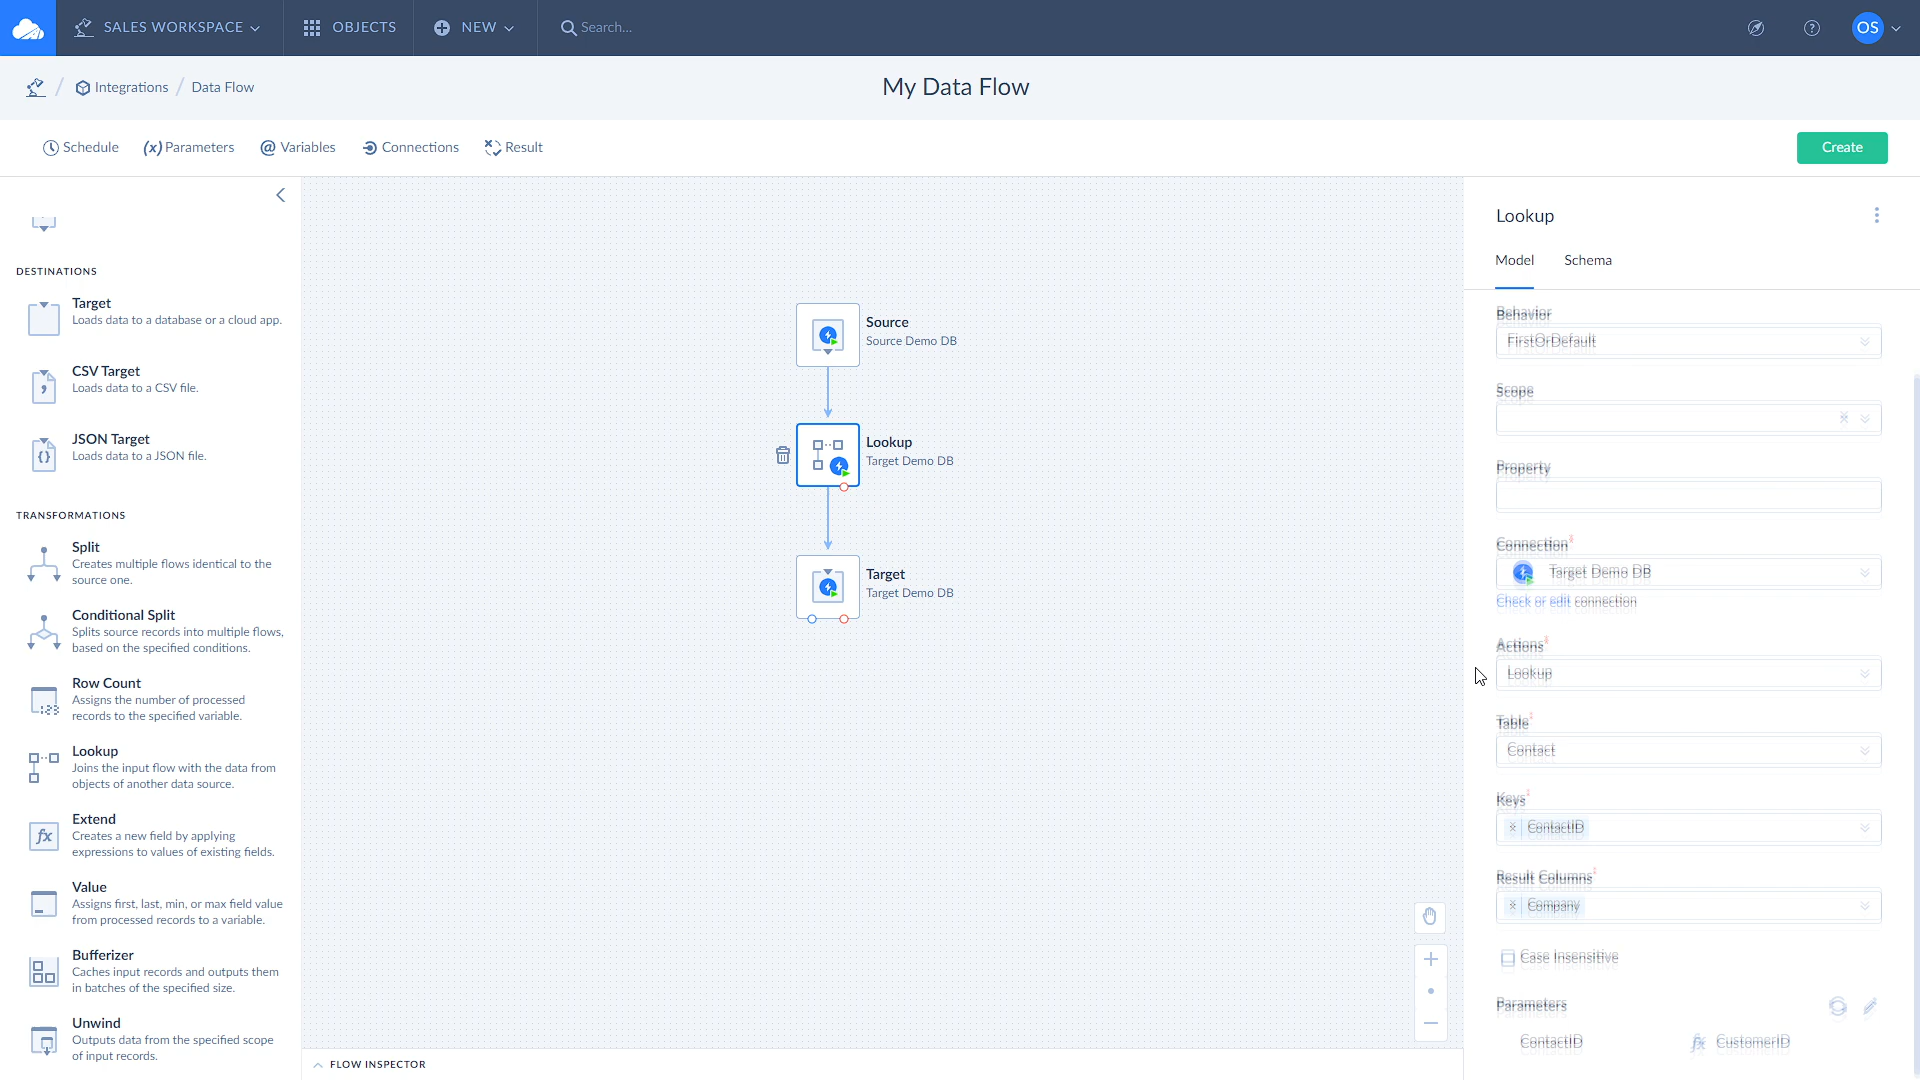 SALES WORKSPACE
OBJECTS
NEW
Search...
OS
Integrations / Data Flow
My Data Flow
Schedule
(x) Parameters
@ Variables
Connections
Result
Create
DESTINATIONS
Target
Loads data to a database or a cloud app.
CSV Target
Loads data to a CSV file.
JSON Target
Loads data to a JSON file.
TRANSFORMATIONS
Split
Creates multiple flows identical to the
source one.
Conditional Split
Splits source records into multiple flows,
based on the specified conditions.
Row Count
Assigns the number of processed
records to the specified variable.
Lookup
Joins the input flow with the data from
objects of another data source.
fx
Extend
Creates a new field by applying
expressions to values of existing fields.
Value
Assigns first, last, min, or max field value
from processed records to a variable.
Bufferizer
Caches input records and outputs them
in batches of the specified size.
Unwind
Outputs data from the specified scope
of input records.
Source
Source Demo DB
Lookup
Target Demo DB
Target
Target Demo DB
FLOW INSPECTOR
Lookup
Model
Schema
Behavior
FirstOrDefault
Scope
Property
Connection*
Target Demo DB
Check or edit connection
Actions*
Lookup
Table*
Contact
Keys*
ContactID
Result Columns*
Company
Case Insensitive
Parameters
ContactID
fx CustomerID